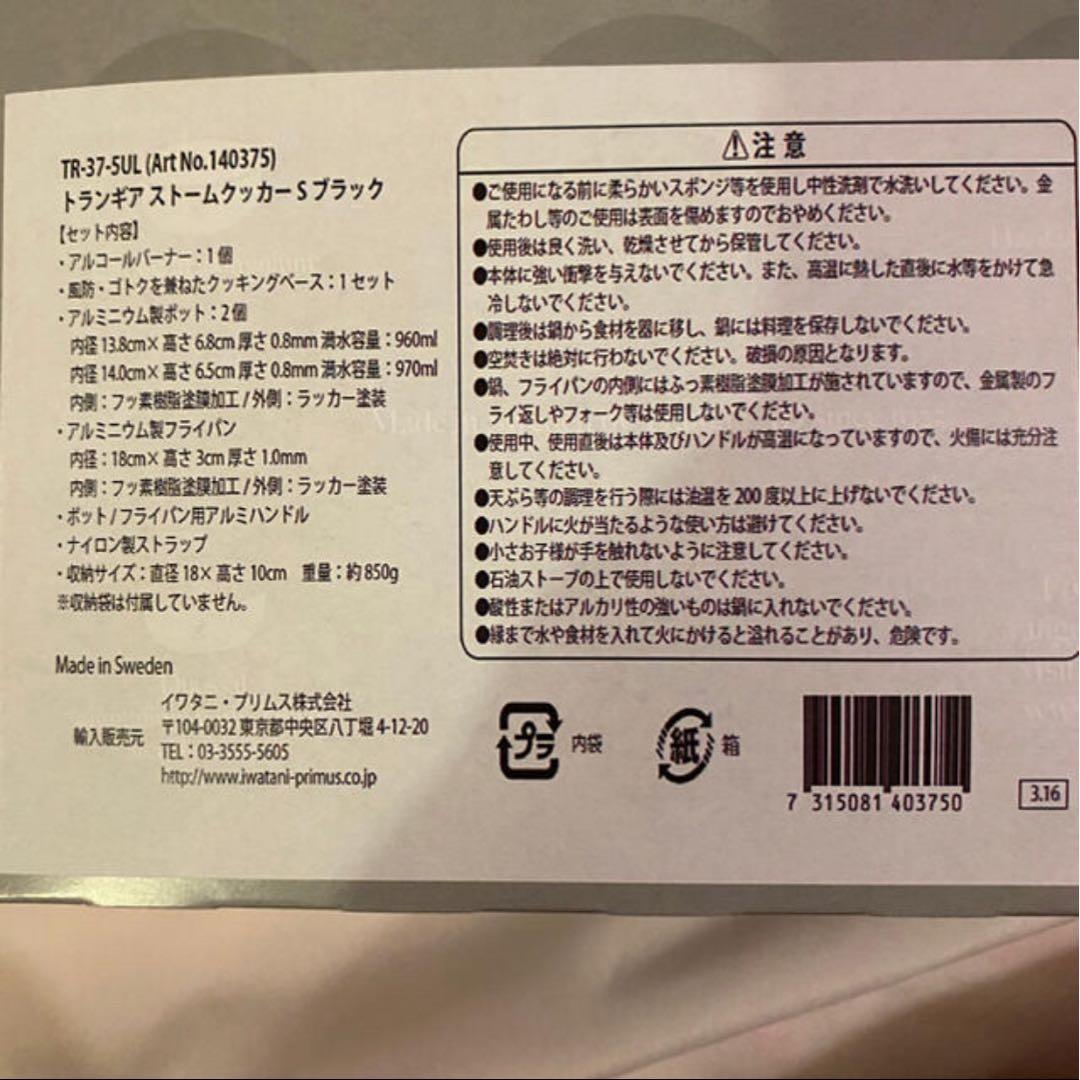 TR-37-5UL (Art No.140375)
トランギア ストームクッカー S ブラック
【セット内容】
・アルコールバーナー：1個
・風防・ゴトクを兼ねたクッキングベース：1セット
・アルミニウム製ポット：2個
内径 13.8cm× 高さ 6.8cm 厚さ 0.8mm 満水容量：960ml
内径 14.0cm× 高さ 6.5cm 厚さ 0.8mm 満水容量：970ml
内側：フッ素樹脂塗膜加工 / 外側：ラッカー塗装
・アルミニウム製フライパン
内径：18cm× 高さ 3cm 厚さ 1.0mm
内側：フッ素樹脂塗膜加工 / 外側：ラッカー塗装
・ポット / フライパン用アルミハンドル
・ナイロン製ストラップ
・収納サイズ：直径 18× 高さ 10cm　重量：約 850g
※収納袋は付属していません。
Made in Sweden
輸入販売元
イワタニ・プリムス株式会社
〒104-0032 東京都中央区八丁堀 4-12-20
TEL：03-3555-5605
http://www.iwatani-primus.co.jp
⚠注意
●ご使用になる前に柔らかいスポンジ等を使用し中性洗剤で水洗いしてください。金
属たわし等のご使用は表面を傷めますのでおやめください。
●使用後は良く洗い、乾燥させてから保管してください。
●本体に強い衝撃を与えないでください。また、高温に熱した直後に水等をかけて急
冷しないでください。
●調理後は鍋から食材を器に移し、鍋には料理を保存しないでください。
●空焚きは絶対に行わないでください。破損の原因となります。
●鍋、フライパンの内側にはふっ素樹脂塗膜加工が施されていますので、金属製のフ
ライ返しやフォーク等は使用しないでください。
●使用中、使用直後は本体及びハンドルが高温になっていますので、火傷には充分注
意してください。
●天ぷら等の調理を行う際には油温を 200 度以上に上げないでください。
●ハンドルに火が当たるような使い方は避けてください。
●小さお子様が手を触れないように注意してください。
●石油ストーブの上で使用しないでください。
●酸性またはアルカリ性の強いものは鍋に入れないでください。
●縁まで水や食材を入れて火にかけると溢れることがあり、危険です。
プラ 内袋
紙 箱
7 315081 403750
3.16